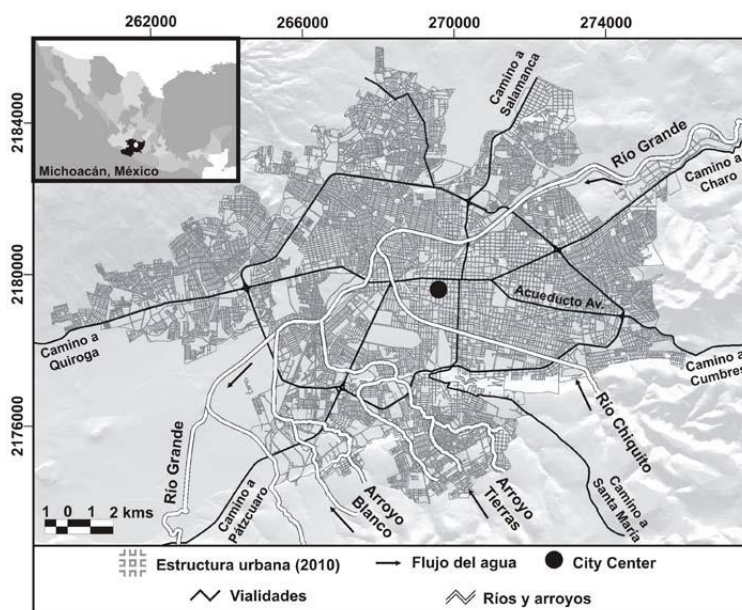 262000
266000
270000
274000
2184000
2180000
2176000
Michoacán, México
Camino a
Salamanca
Río Grande
Camino a
Charo
Acueducto Av.
Camino a
Quiroga
Camino a
Cumbres
Río Chiquito
Río Grande
Camino a
Pátzcuaro
Arroyo
Blanco
Arroyo
Tierras
Camino a
Santa María
1 0 1 2 kms
Estructura urbana (2010)
Flujo del agua
City Center
Vialidades
Ríos y arroyos